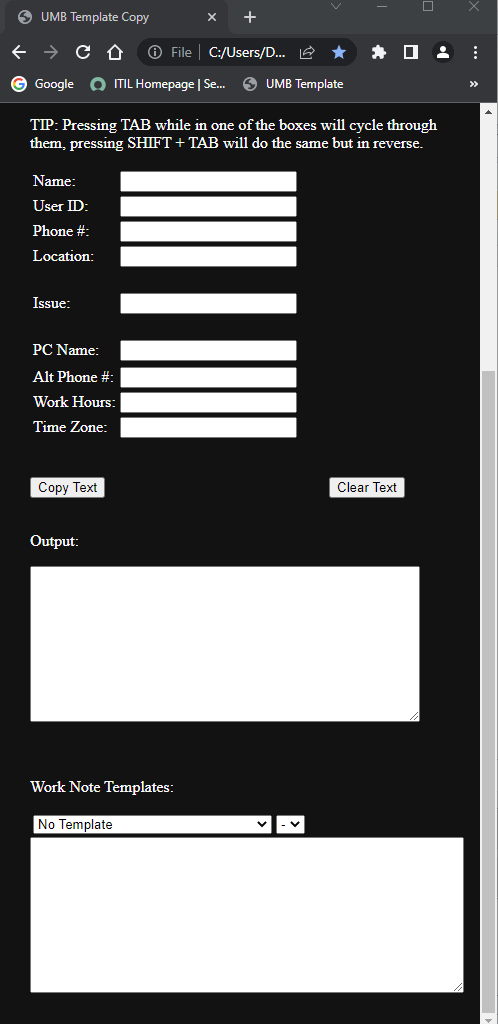 UMB Template Copy
File
C:/Users/D...
Google
ITIL Homepage | Se...
UMB Template
»
TIP: Pressing TAB while in one of the boxes will cycle through
them, pressing SHIFT + TAB will do the same but in reverse.
Name:
User ID:
Phone #:
Location:
Issue:
PC Name:
Alt Phone #:
Work Hours:
Time Zone:
Copy Text
Clear Text
Output:
Work Note Templates:
No Template
-